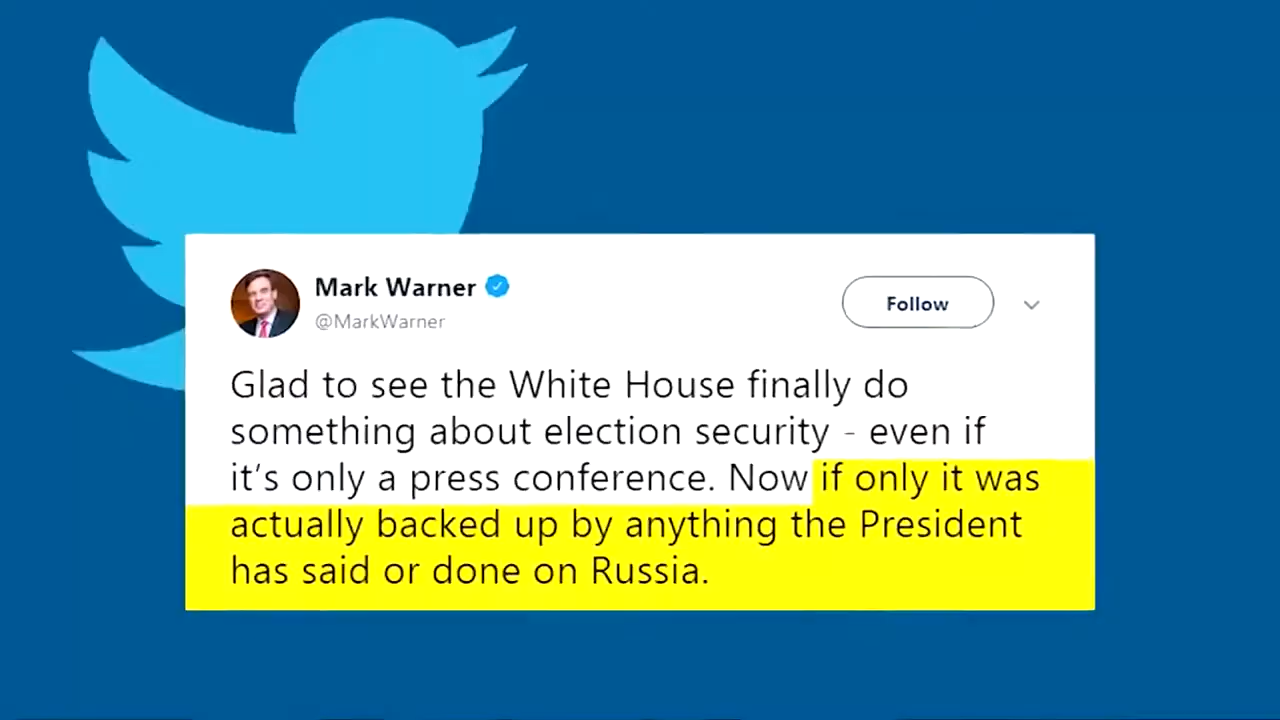 Mark Warner
@MarkWarner
Follow
Glad to see the White House finally do
something about election security - even if
it's only a press conference. Now if only it was
actually backed up by anything the President
has said or done on Russia.